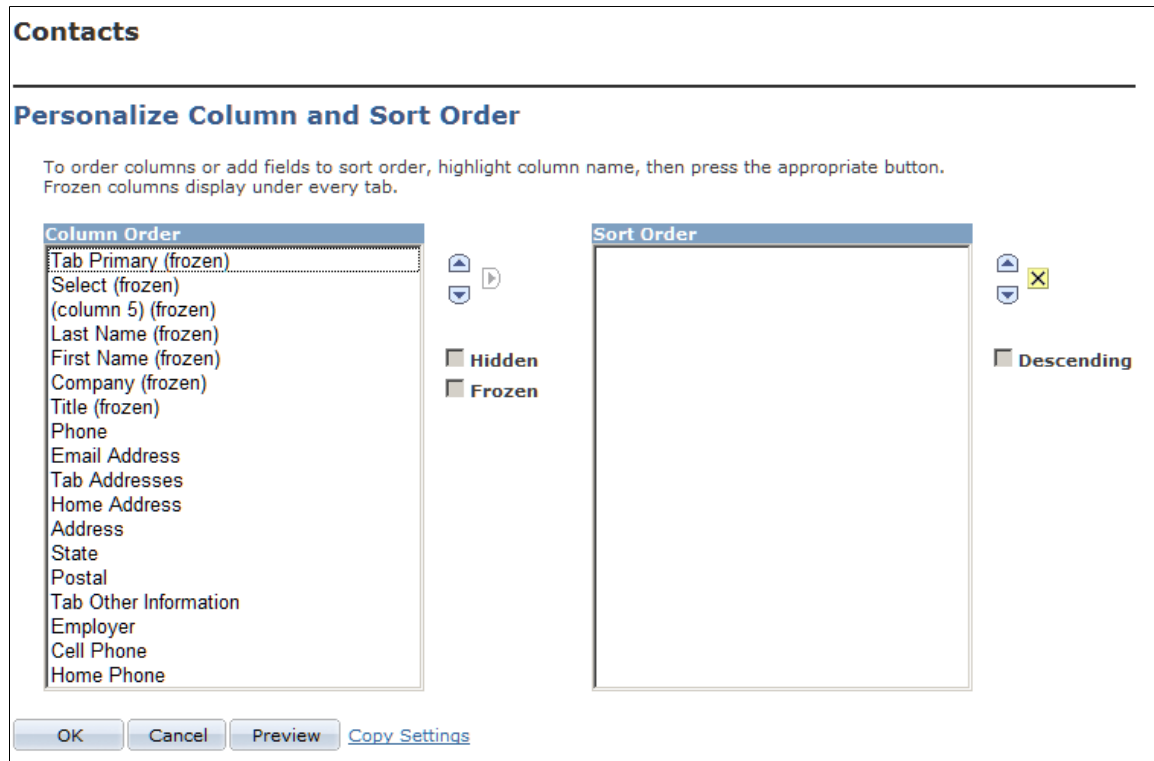 Contacts
Personalize Column and Sort Order
To order columns or add fields to sort order, highlight column name, then press the appropriate button.
Frozen columns display under every tab.
Column Order
Tab Primary (frozen)
Select (frozen)
(column 5) (frozen)
Last Name (frozen)
First Name (frozen)
Company (frozen)
Title (frozen)
Phone
Email Address
Tab Addresses
Home Address
Address
State
Postal
Tab Other Information
Employer
Cell Phone
Home Phone
Hidden
Frozen
Sort Order
Descending
OK
Cancel
Preview
Copy Settings